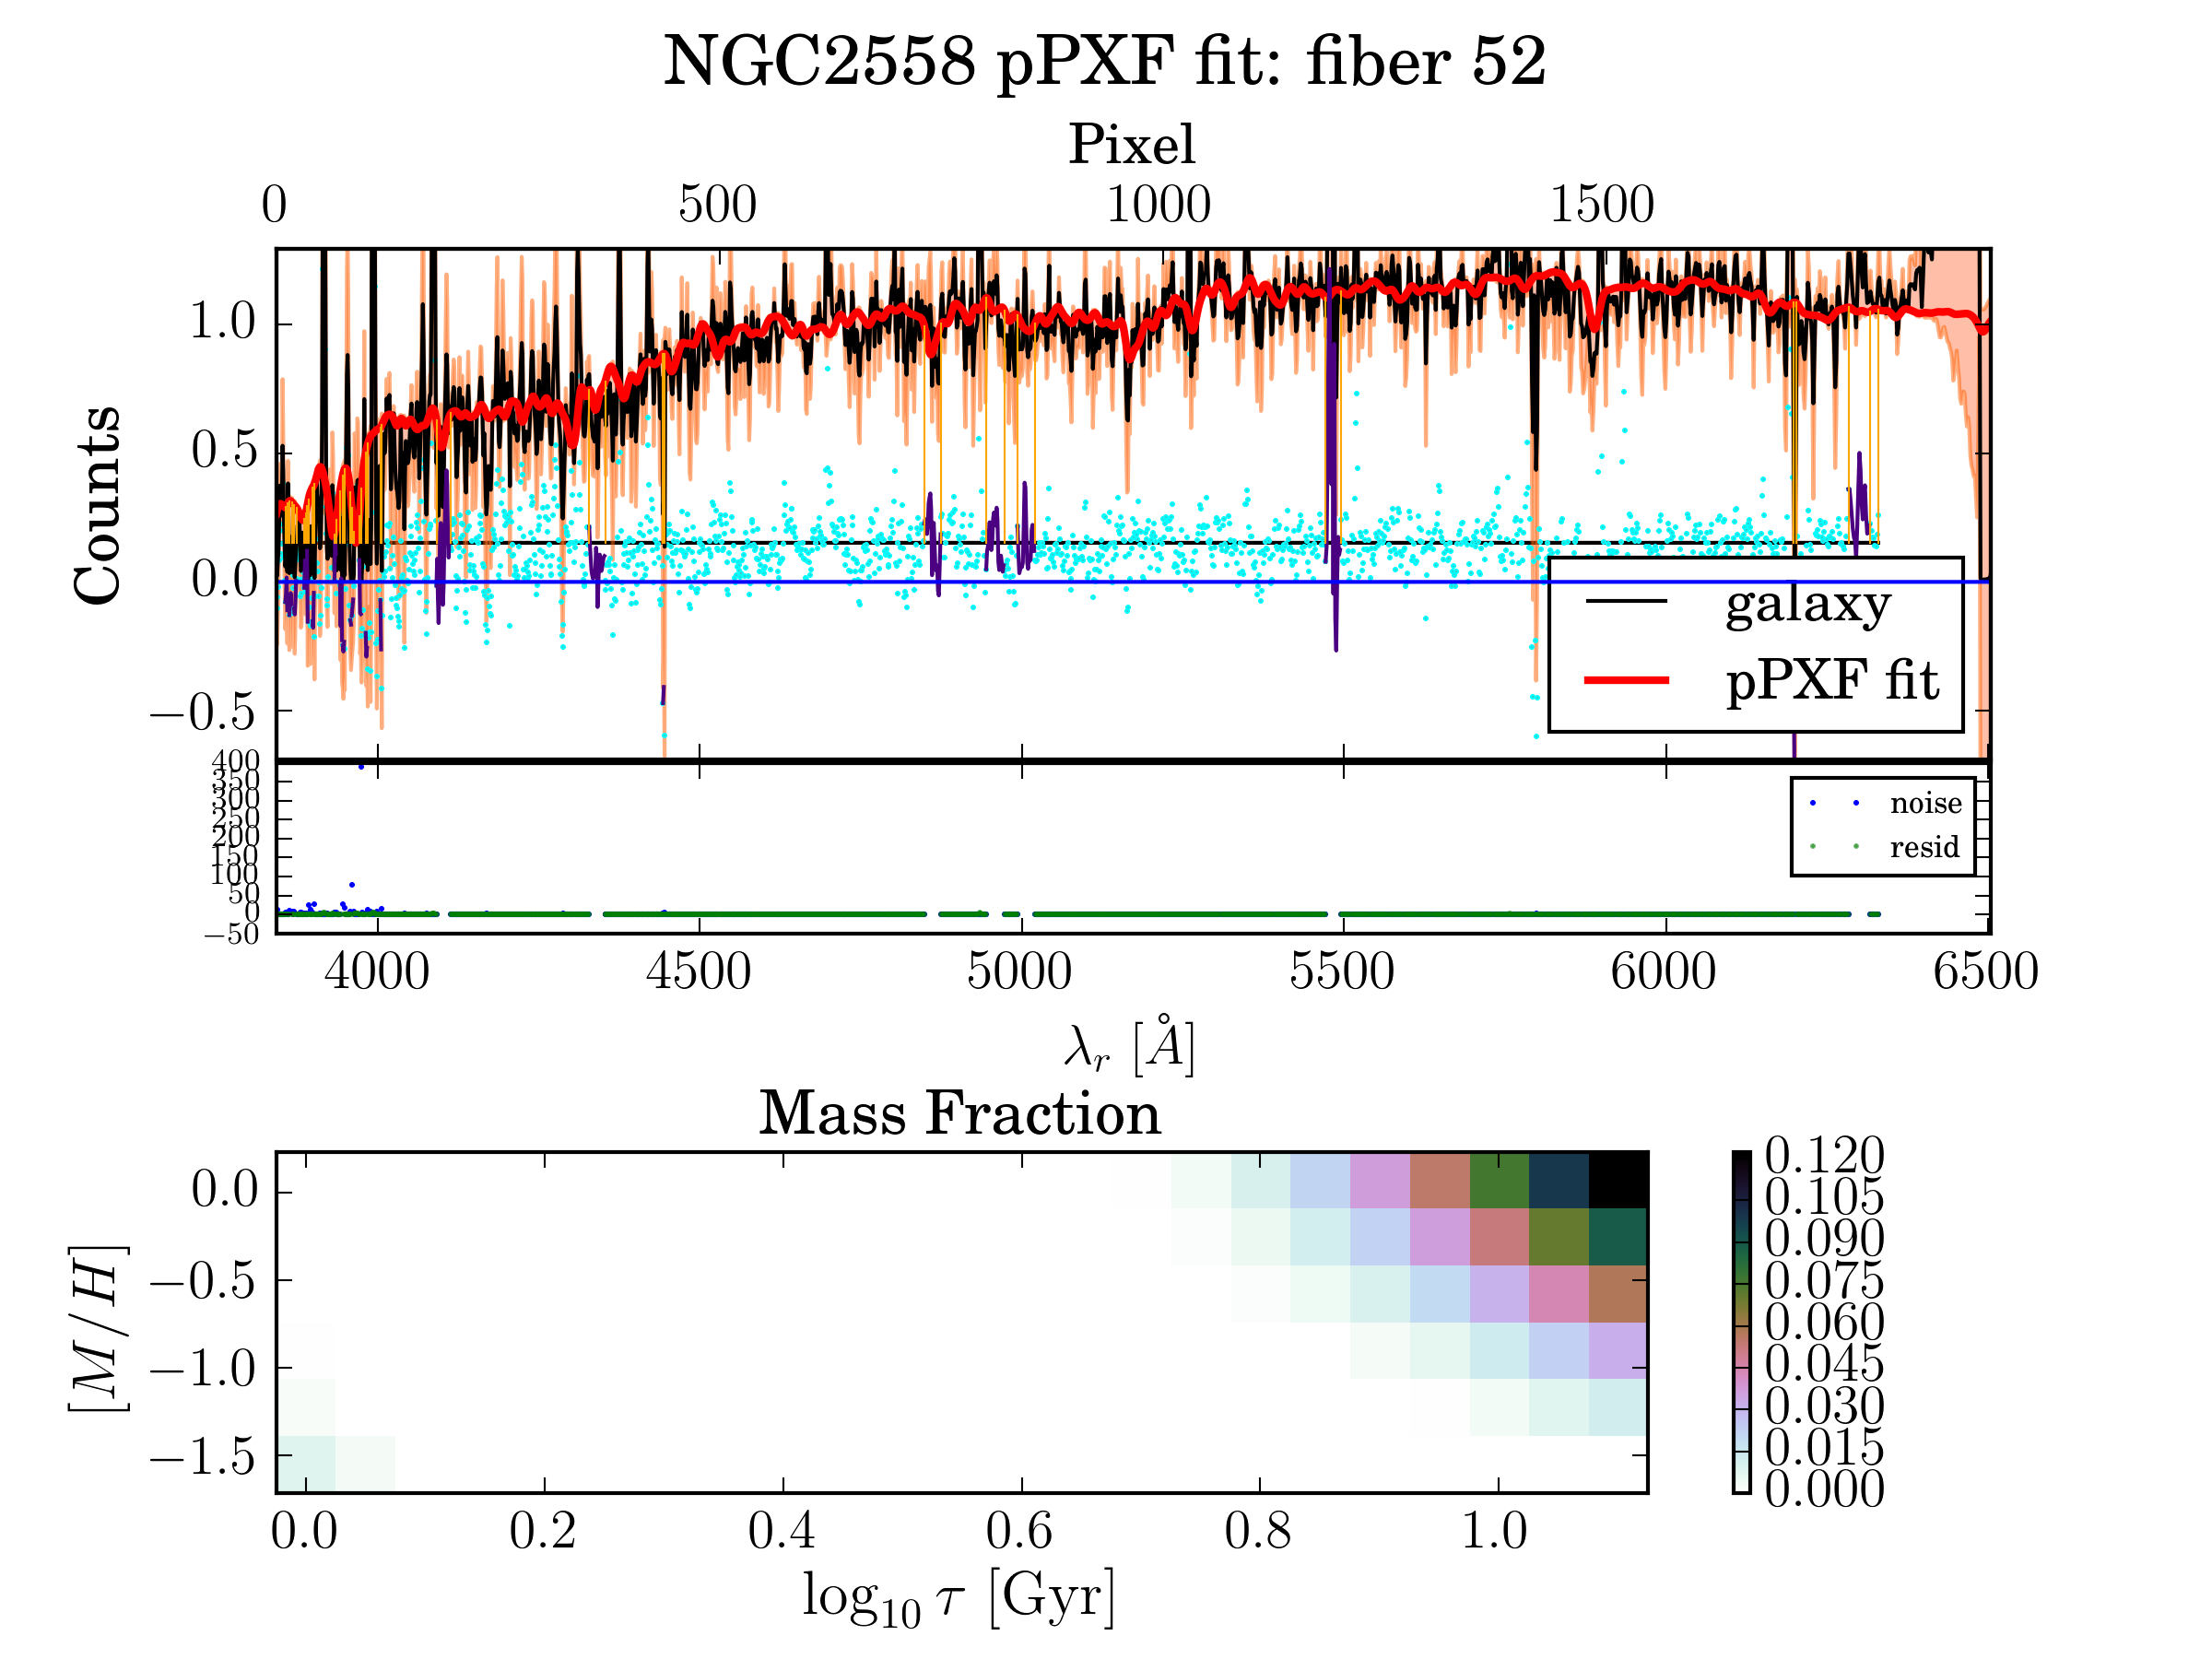 NGC2558 pPXF fit: fiber 52
Pixel
0 500 1000 1500
Counts
1.0
0.5
0.0
−0.5
galaxy
pPXF fit
400
350
300
250
200
150
100
50
0
−50
noise
resid
4000 4500 5000 5500 6000 6500
λr [Å]
Mass Fraction
[M/H]
0.0
−0.5
−1.0
−1.5
0.0 0.2 0.4 0.6 0.8 1.0
log10 τ [Gyr]
0.120
0.105
0.090
0.075
0.060
0.045
0.030
0.015
0.000